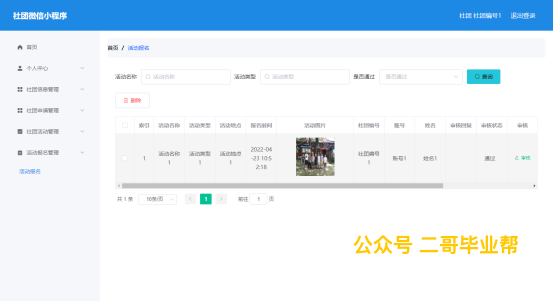 社团微信小程序 社团 社团编号1 退出登录
首页
个人中心
社团信息管理
社团申请管理
社团活动管理
活动报名管理
活动报名
首页 / 活动报名
活动名称 活动名称 活动类型 活动类型 是否通过 是否通过 查询
删除
索引 活动名称 活动类型 活动地点 报名时间 活动图片 社团编号 账号 姓名 审核回复 审核状态 审核
1 活动名称1 活动类型1 活动地点1 2022-04-23 10:52:18 社团编号1 账号1 姓名1 通过 审核
共 1 条 10条/页 1 前往 1 页
公众号 二哥毕业帮